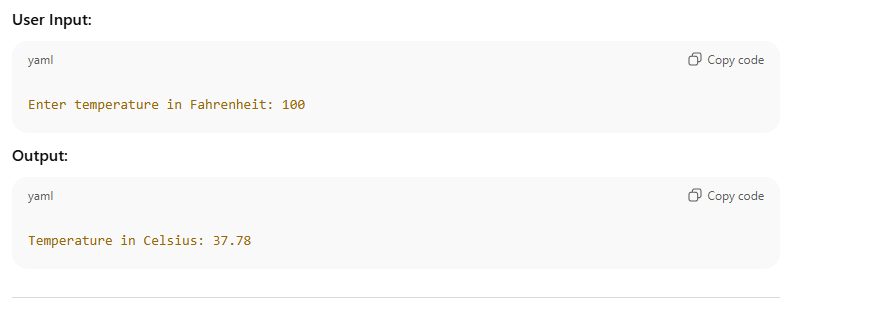 User Input:
yaml
Copy code
Enter temperature in Fahrenheit: 100
Output:
yaml
Copy code
Temperature in Celsius: 37.78